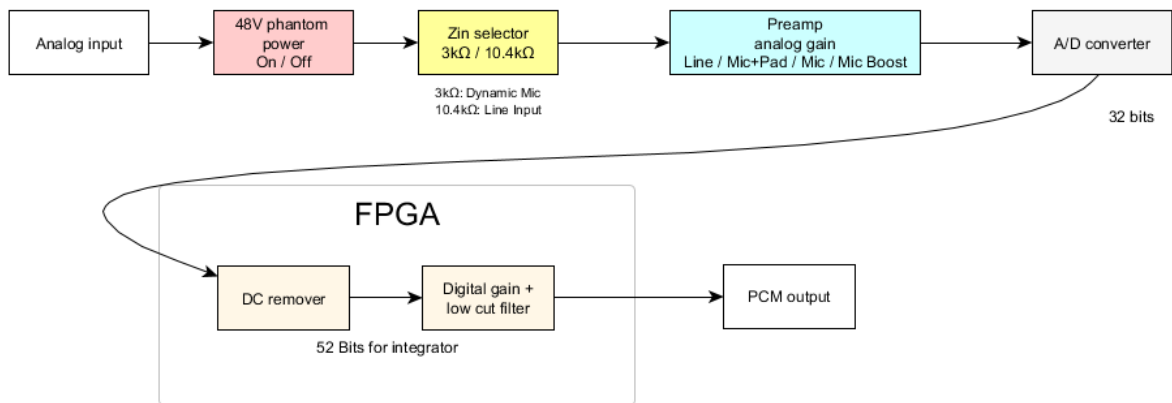 Analog input
48V phantom
power
On / Off
Zin selector
3kΩ / 10.4kΩ
Preamp
analog gain
Line / Mic+Pad / Mic / Mic Boost
A/D converter
3kΩ: Dynamic Mic
10.4kΩ: Line Input
32 bits
FPGA
DC remover
Digital gain +
low cut filter
PCM output
52 Bits for integrator